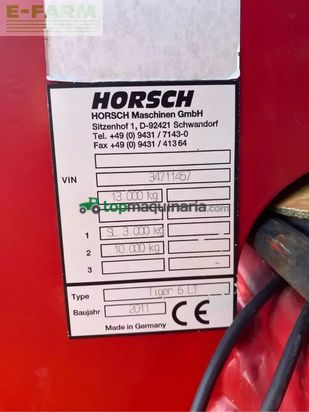 E-FARM
HORSCH
HORSCH Maschinen GmbH
Sitzenhof 1, D-92421 Schwandorf
Tel. +49 (0) 9431 / 7143-0
Fax +49 (0) 9431 / 41364
VIN 34711457
13.000 kg
topmaquinaria.com
1 SL 3.000 kg
2 10.000 kg
3
Type Tiger 6 LT
Baujahr 2011 CE
Made in Germany